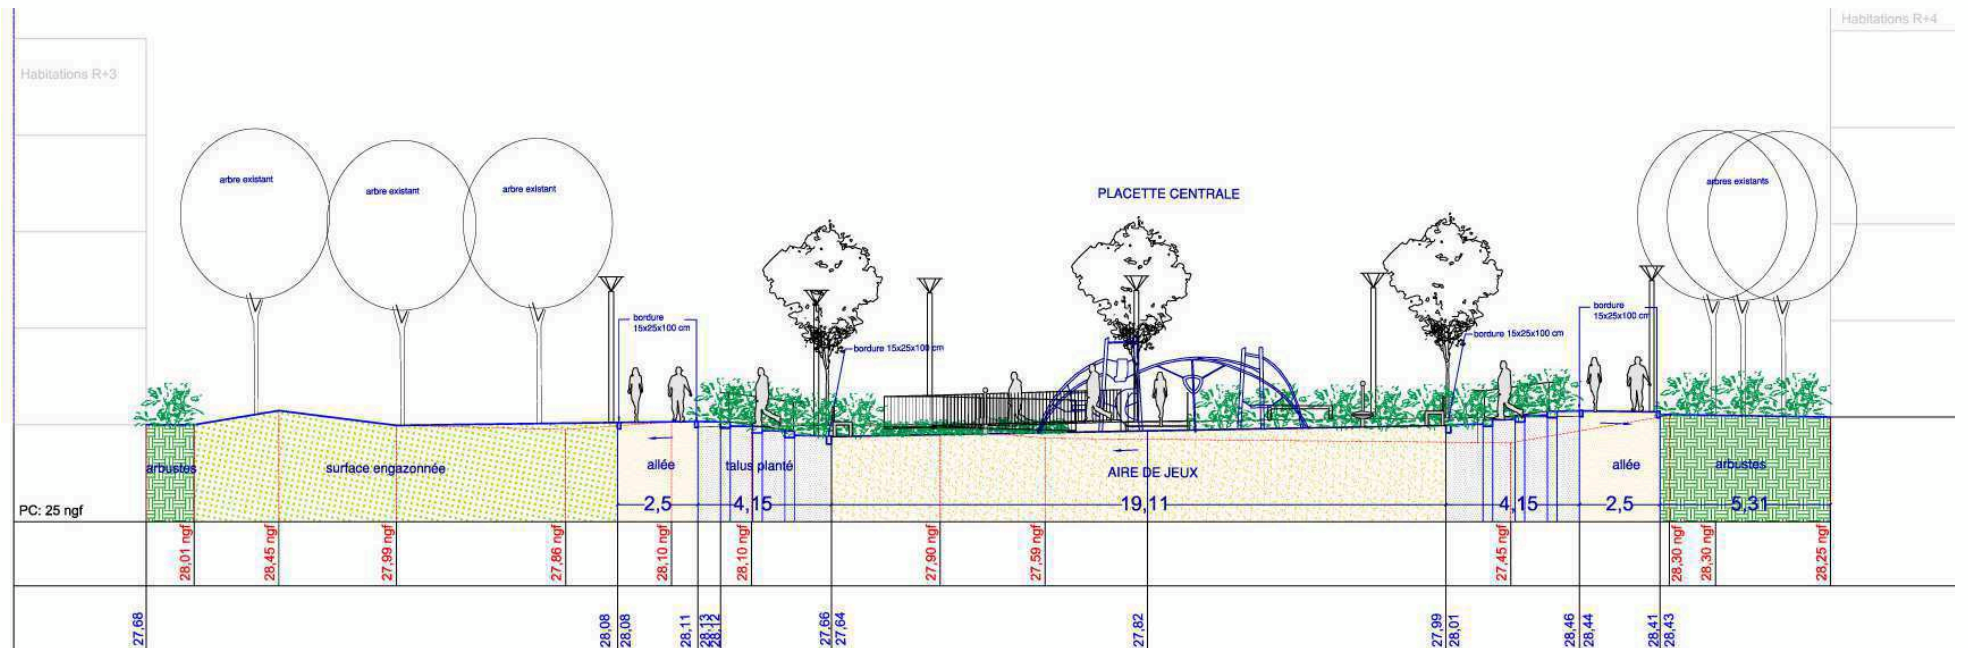 Habitations R+4
Habitations R+3
arbre existant
arbre existant
arbre existant
arbres existants
PLACETTE CENTRALE
bordure
15x25x100 cm
bordure 15x25x100 cm
bordure 15x25x100 cm
bordure
15x25x100 cm
arbustes
surface engazonnée
allée
talus planté
AIRE DE JEUX
allée
arbustes
2,5
4,15
19,11
4,15
2,5
5,31
PC: 25 ngf
28,01 ngf
28,45 ngf
27,99 ngf
27,86 ngf
28,10 ngf
28,10 ngf
27,90 ngf
27,59 ngf
27,45 ngf
28,30 ngf
28,30 ngf
28,25 ngf
27,68
28,08
28,08
28,11
28,13
28,12
27,66
27,64
27,82
27,99
28,01
28,46
28,44
28,41
28,43